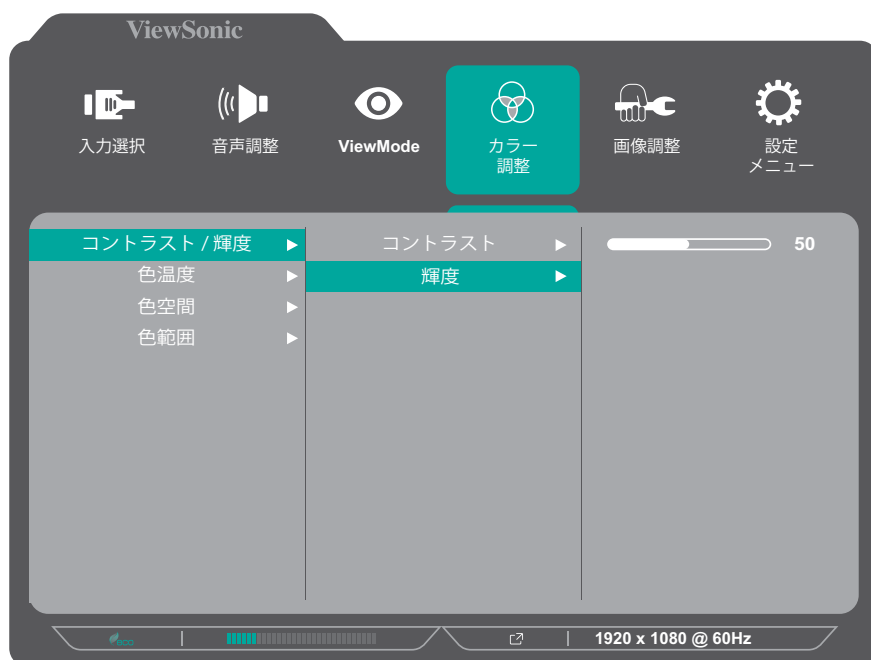 ViewSonic
入力選択
音声調整
ViewMode
カラー
調整
画像調整
設定
メニュー
コントラスト / 輝度
コントラスト
50
色温度
輝度
色空間
色範囲
eco
1920 x 1080 @ 60Hz